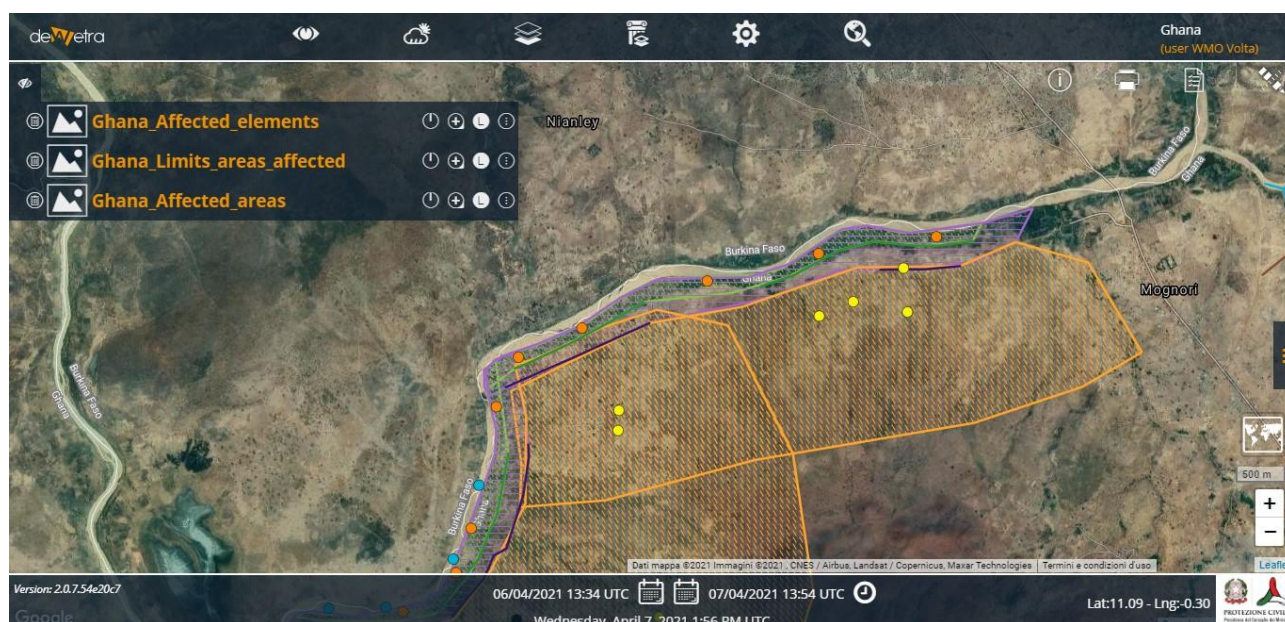 dewetra
Ghana
(user WMO Volta)
Ghana_Affected_elements
L
Ghana_Limits_areas_affected
L
Ghana_Affected_areas
L
Nianley
Burkina Faso
Ghana
Burkina Faso
Ghana
Mognori
Burkina Faso
Ghana
Burkina Faso
Ghana
500 m
+
−
Dati mappa ©2021 Immagini ©2021 , CNES / Airbus, Landsat / Copernicus, Maxar Technologies
Termini e condizioni d'uso
Leafle
Version: 2.0.7.54e20c7
06/04/2021 13:34 UTC
07/04/2021 13:54 UTC
Lat:11.09 - Lng:-0.30
PROTEZIONE CIVIL
Google
Wednesday, April 7, 2021 1:56 PM UTC